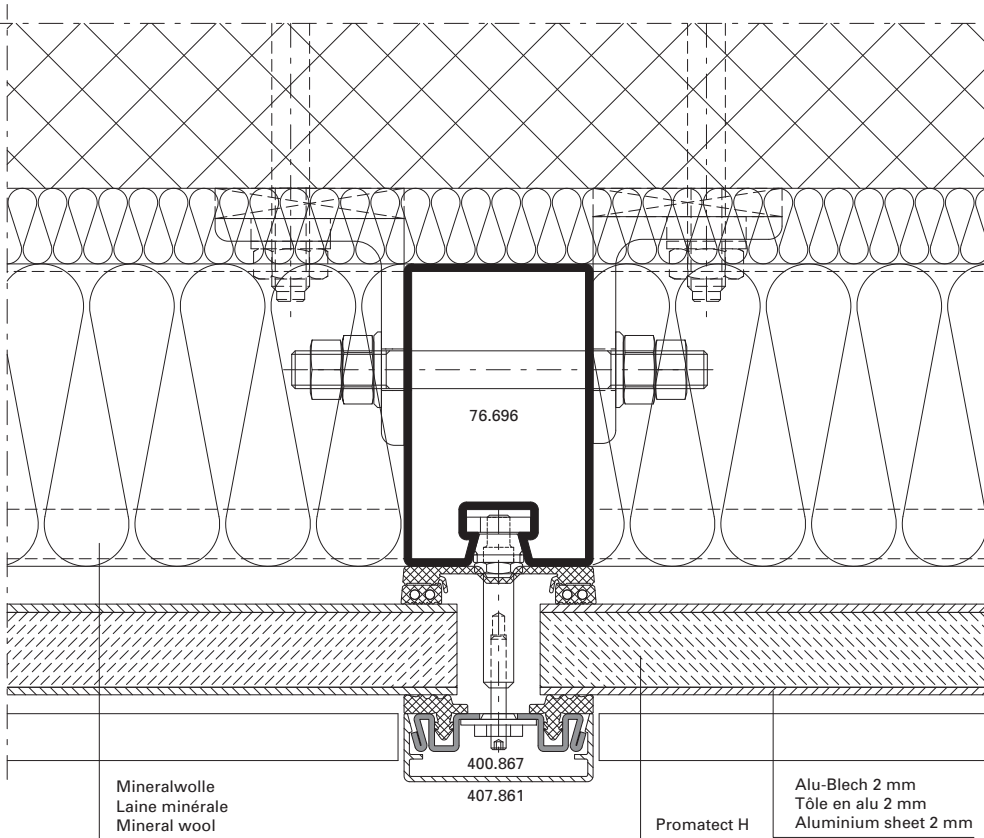 76.696
400.867
407.861
Mineralwolle
Laine minérale
Mineral wool
Promatect H
Alu-Blech 2 mm
Tôle en alu 2 mm
Aluminium sheet 2 mm